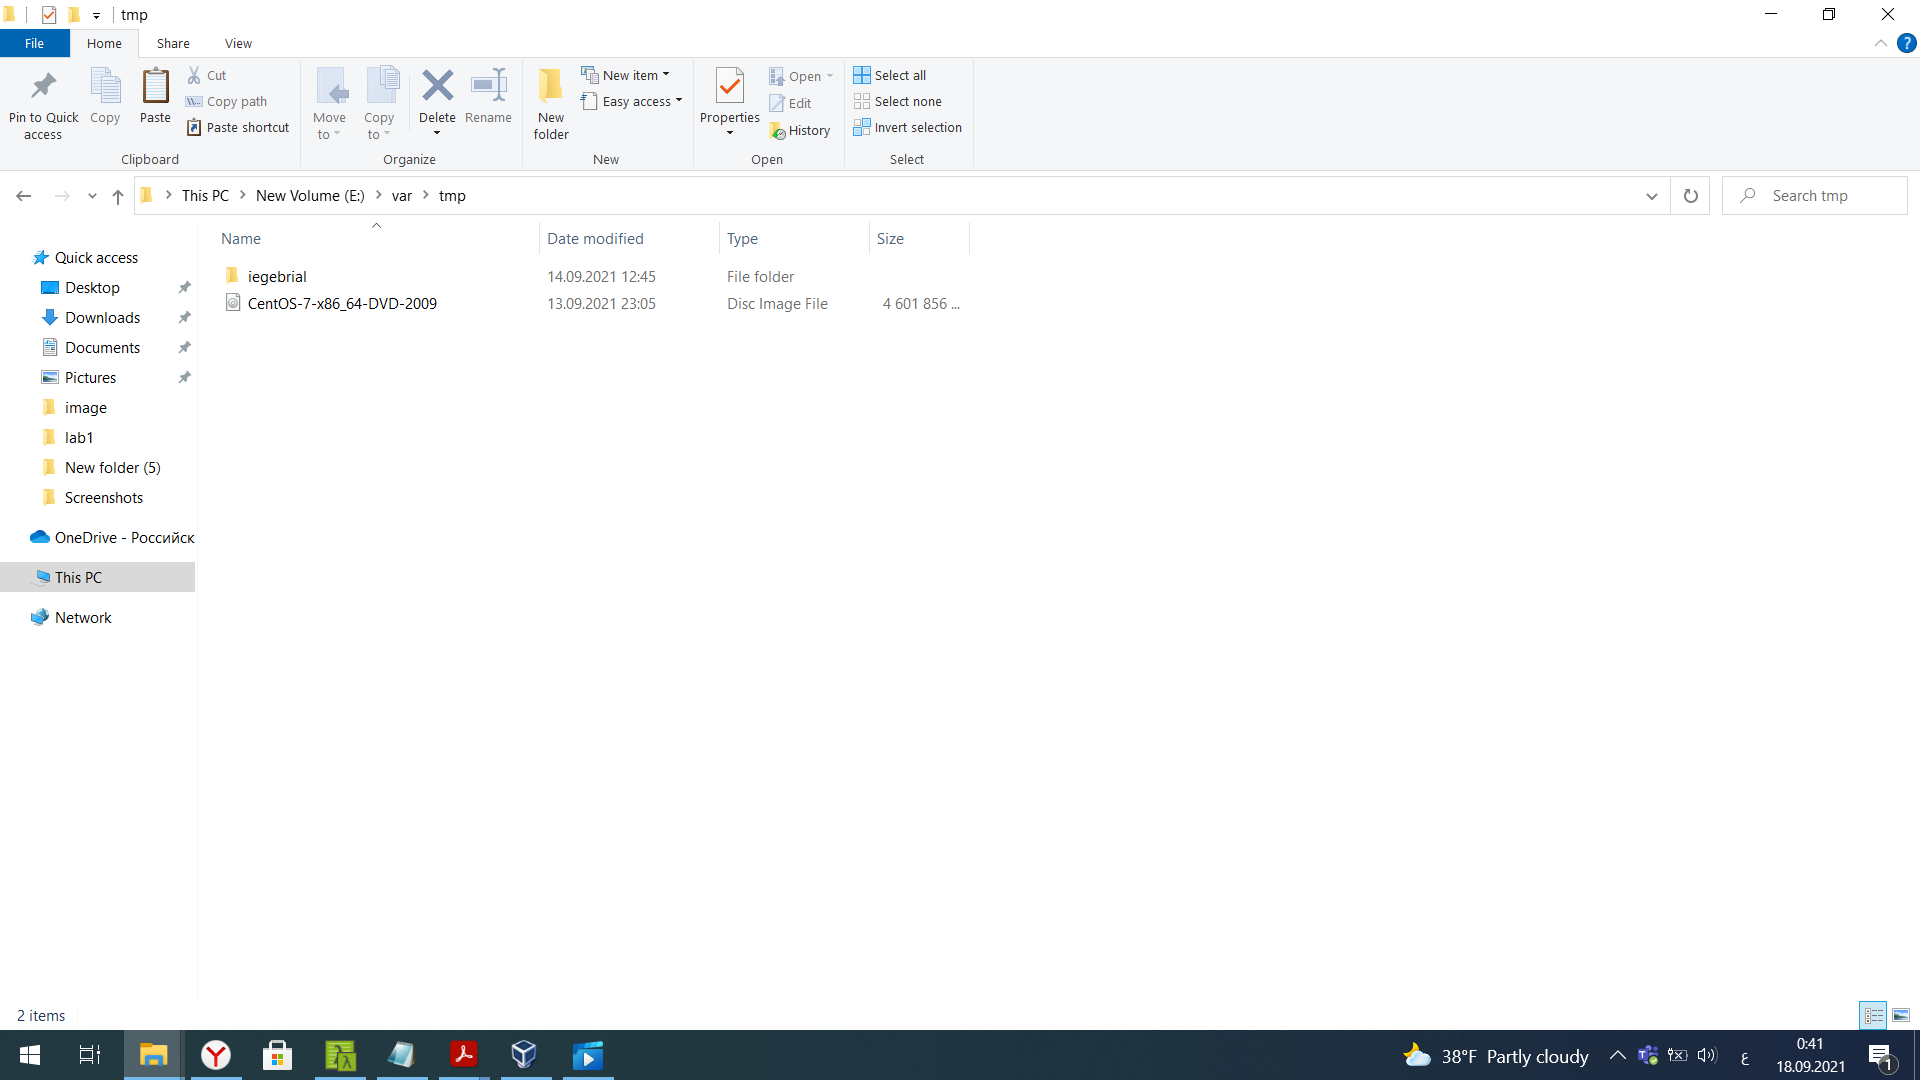 tmp
File Home Share View
Pin to Quick access
Copy
Paste
Cut
Copy path
Paste shortcut
Clipboard
Move to
Copy to
Delete
Rename
Organize
New folder
New item
Easy access
New
Properties
Open
Edit
History
Open
Select all
Select none
Invert selection
Select
This PC New Volume (E:) var tmp
Search tmp
Name Date modified Type Size
iegebrial 14.09.2021 12:45 File folder
CentOS-7-x86_64-DVD-2009 13.09.2021 23:05 Disc Image File 4 601 856 ...
Quick access
Desktop
Downloads
Documents
Pictures
image
lab1
New folder (5)
Screenshots
OneDrive - Российск
This PC
Network
2 items
38°F Partly cloudy
ع
0:41
18.09.2021
1